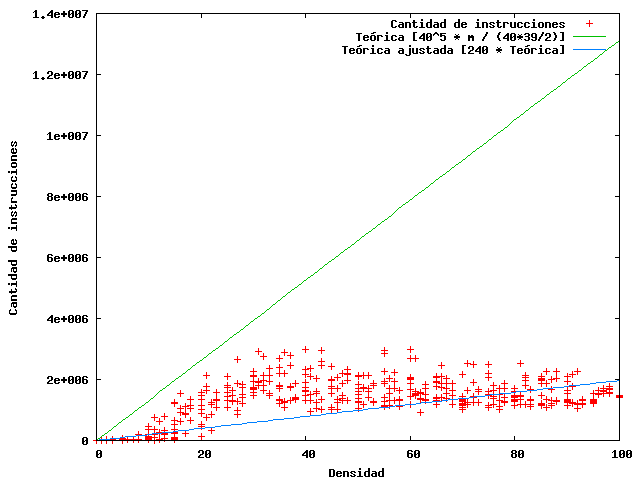 1.4e+007
1.2e+007
1e+007
8e+006
6e+006
4e+006
2e+006
0
0
20
40
60
80
100
Cantidad de instrucciones
Densidad
Cantidad de instrucciones
Teórica [40^5 * m / (40*39/2)]
Teórica ajustada [240 * Teórica]